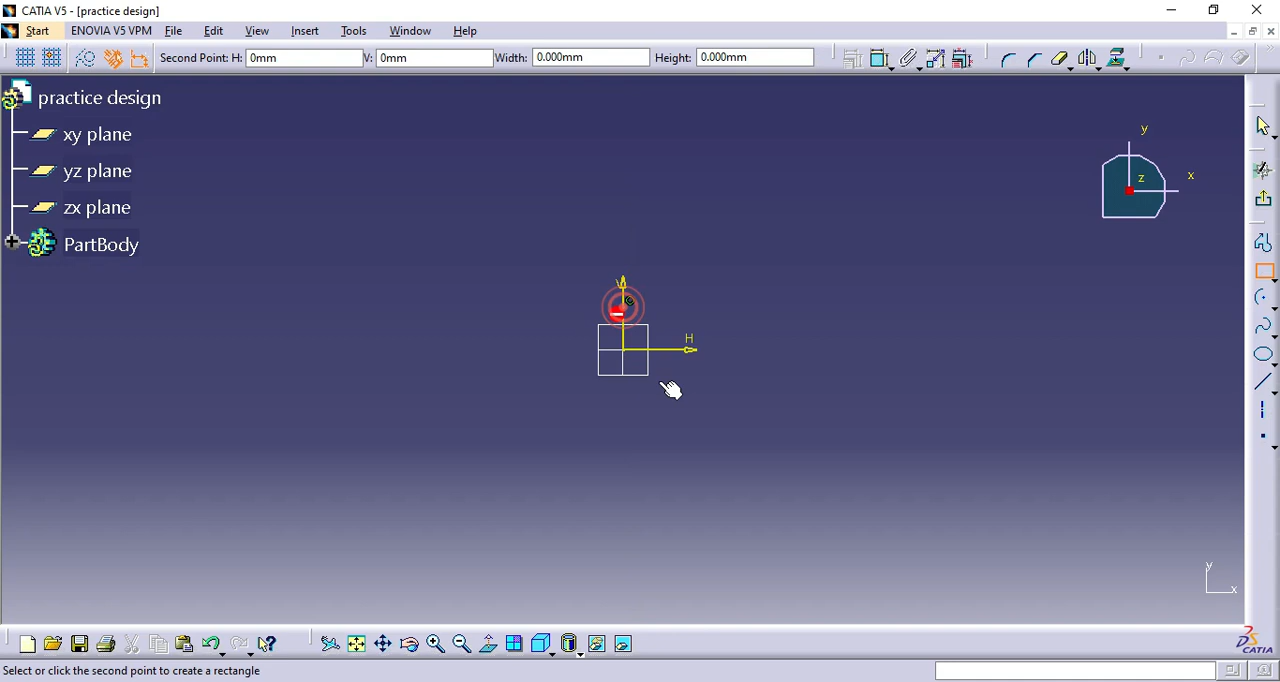 CATIA V5 - [practice design]
Start ENOVIA V5 VPM File Edit View Insert Tools Window Help
Second Point: H: 0mm V: 0mm Width: 0.000mm Height: 0.000mm
practice design
xy plane
yz plane
zx plane
PartBody
y
z x
V
H
y
x
CATIA
Select or click the second point to create a rectangle